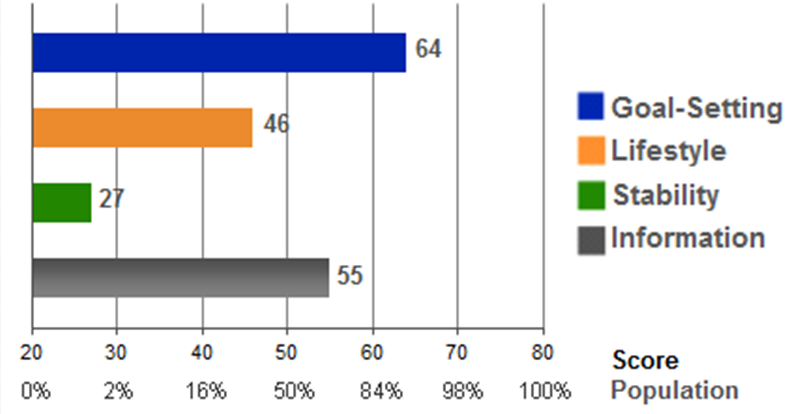 64
46
27
55
Goal-Setting
Lifestyle
Stability
Information
20 30 40 50 60 70 80 Score
0% 2% 16% 50% 84% 98% 100% Population